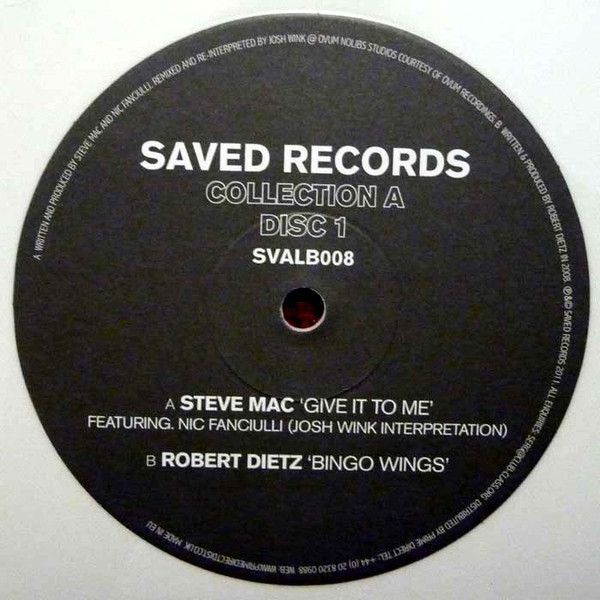 SAVED RECORDS
COLLECTION A
DISC 1
SVALB008
A STEVE MAC ‘GIVE IT TO ME’
FEATURING. NIC FANCIULLI (JOSH WINK INTERPRETATION)
B ROBERT DIETZ ‘BINGO WINGS’
A WRITTEN AND PRODUCED BY STEVE MAC AND NIC FANCIULLI. REMIXED AND RE-INTERPRETED BY JOSH WINK @ OVUM NOLIBS STUDIOS COURTESY OF OVUM RECORDINGS. B WRITTEN & PRODUCED BY ROBERT DIETZ IN 2008. ℗&© SAVED RECORDS 2011. ALL ENQUIRIES: SERG@CLUB-CLASS.ORG. DISTRIBUTED BY PRIME DIRECT TEL: +44 (0) 20 8320 0988 WEB: WWW.PRIMEDIRECTDIST.CO.UK MADE IN EU